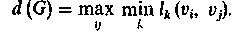 d (G) = max min l_k (v_i, v_j).
ij k